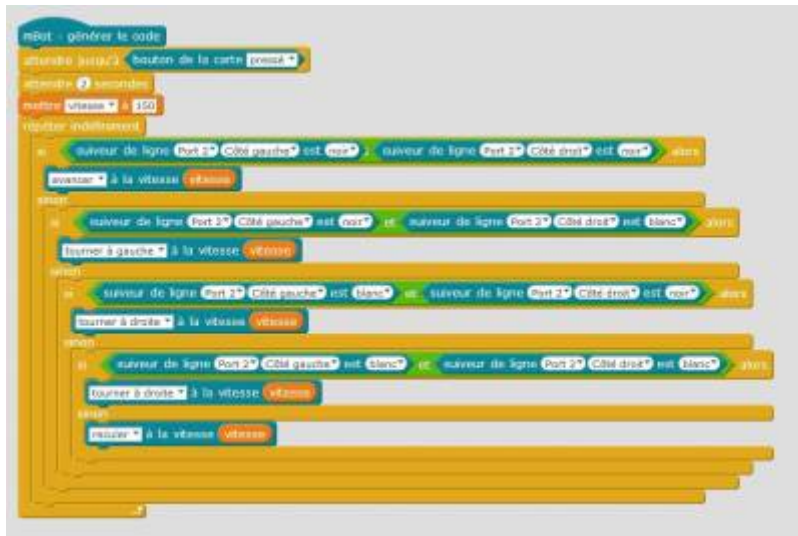 mBot - générer le code
attendre jusqu'à bouton de la carte pressé
attendre 2 secondes
mettre vitesse à 150
répéter indéfiniment
si suiveur de ligne Port 2 Côté gauche est noir = suiveur de ligne Port 2 Côté droit est noir alors
avancer à la vitesse vitesse
sinon
si suiveur de ligne Port 2 Côté gauche est noir et suiveur de ligne Port 2 Côté droit est blanc alors
tourner à gauche à la vitesse vitesse
sinon
si suiveur de ligne Port 2 Côté gauche est blanc et suiveur de ligne Port 2 Côté droit est noir alors
tourner à droite à la vitesse vitesse
sinon
si suiveur de ligne Port 2 Côté gauche est blanc et suiveur de ligne Port 2 Côté droit est blanc alors
tourner à droite à la vitesse vitesse
sinon
reculer à la vitesse vitesse